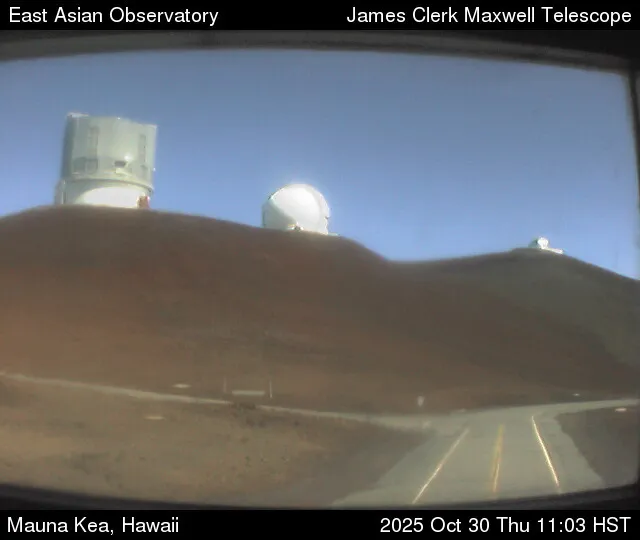 East Asian Observatory
James Clerk Maxwell Telescope
Mauna Kea, Hawaii
2025 Oct 30 Thu 11:03 HST